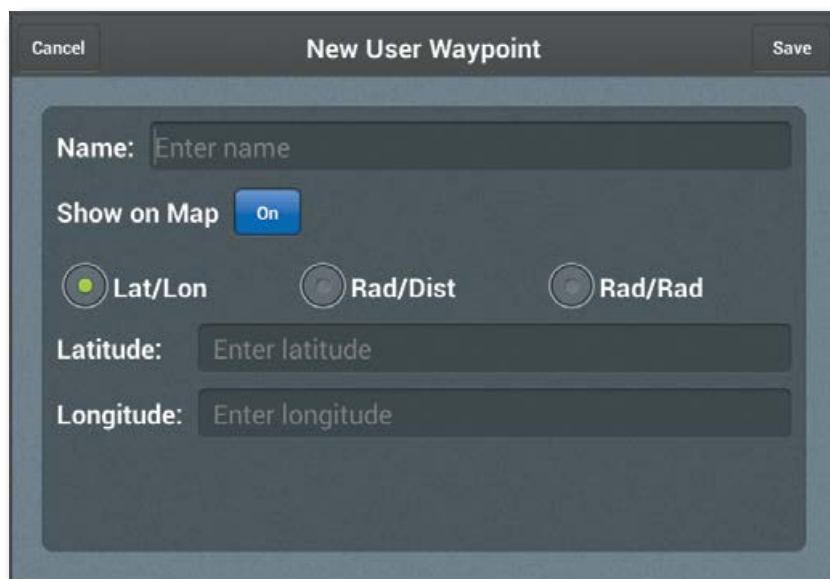 Cancel New User Waypoint Save
Name: Enter name
Show on Map On
Lat/Lon Rad/Dist Rad/Rad
Latitude: Enter latitude
Longitude: Enter longitude